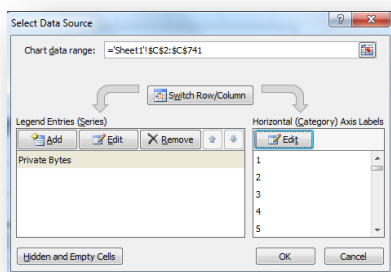 Select Data Source
Chart data range: ='Sheet1'!$C$2:$C$741
Switch Row/Column
Legend Entries (Series)
Add Edit Remove
Private Bytes
Horizontal (Category) Axis Labels
Edit
1
2
3
4
5
Hidden and Empty Cells
OK Cancel